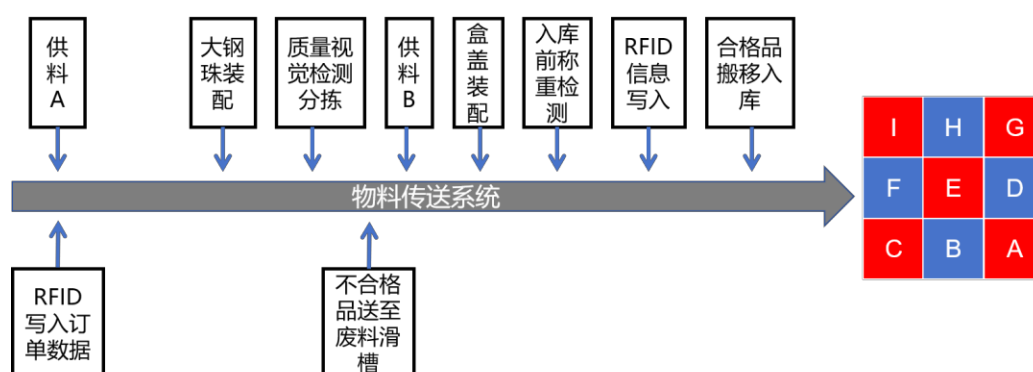 供
料
A
大钢
珠装
配
质量视
觉检测
分拣
供
料
B
盒
盖
装
配
入库
前称
重检
测
RFID
信息
写入
合格品
搬移入
库
物料传送系统
I H G
F E D
C B A
RFID
写入订
单数据
不合格
品送至
废料滑
槽